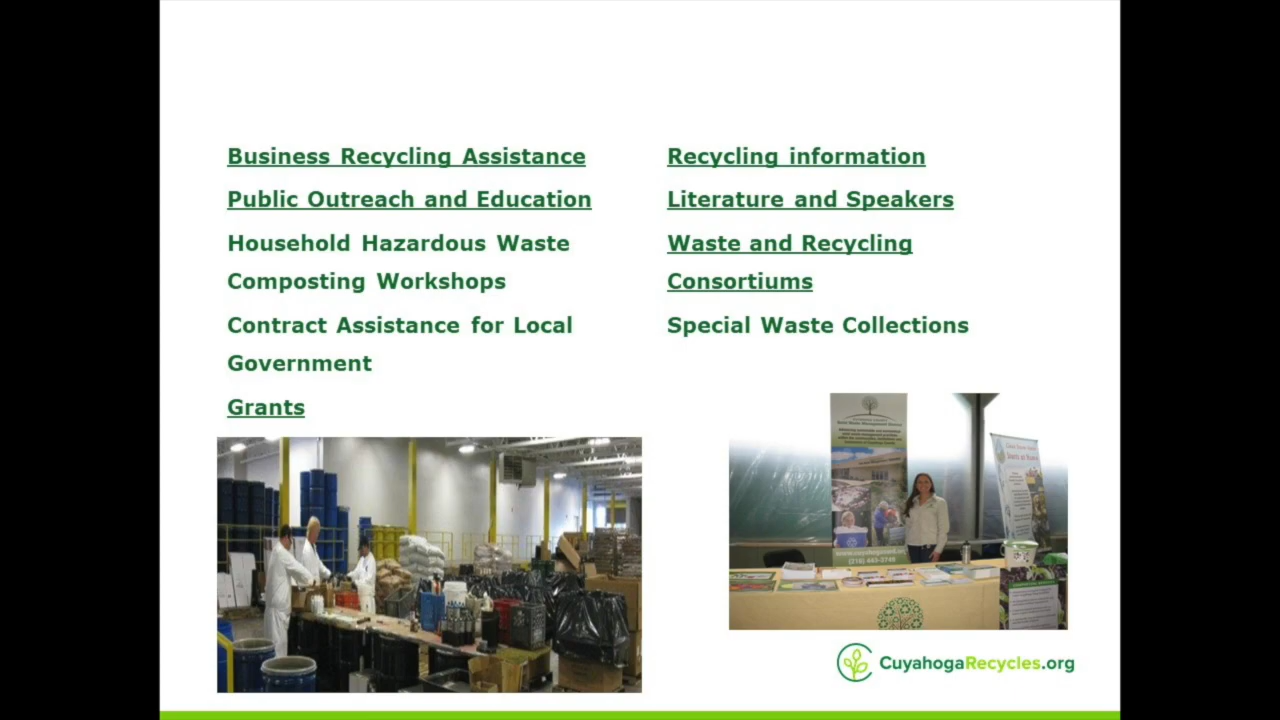 Business Recycling Assistance
Public Outreach and Education
Household Hazardous Waste
Composting Workshops
Contract Assistance for Local
Government
Grants
Recycling information
Literature and Speakers
Waste and Recycling
Consortiums
Special Waste Collections
CuyahogaRecycles.org